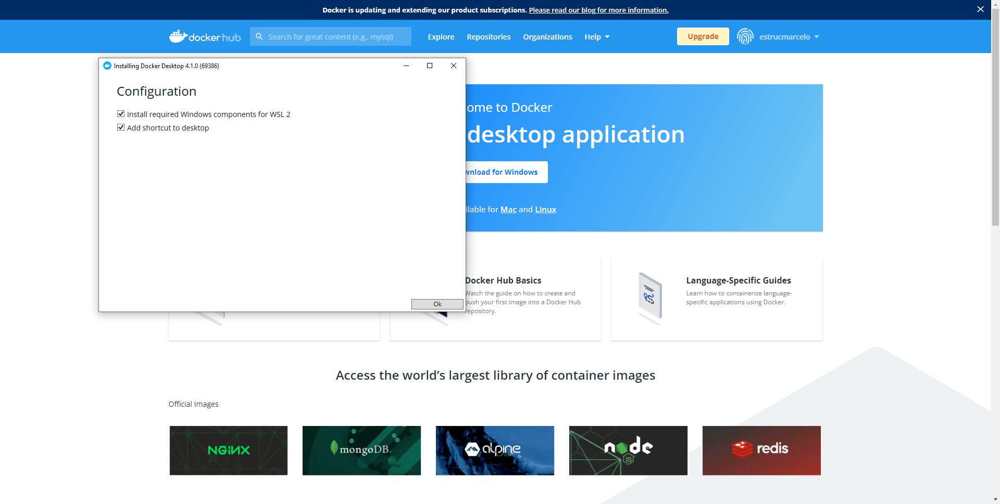 Docker is updating and extending our product subscriptions. Please read our blog for more information.
docker hub
Search for great content (e.g., mysql)
Explore
Repositories
Organizations
Help
Upgrade
estrucmarcelo
Installing Docker Desktop 4.1.0 (69386)
Configuration
Install required Windows components for WSL 2
Add shortcut to desktop
Ok
ome to Docker
desktop application
wnload for Windows
ilable for Mac and Linux
Docker Hub Basics
Watch the guide on how to create and
push your first image into a Docker Hub
repository.
Language-Specific Guides
Learn how to containerize language-
specific applications using Docker.
Access the world’s largest library of container images
Official Images
NGINX
mongoDB.
alpine
Linux
node
JS
redis